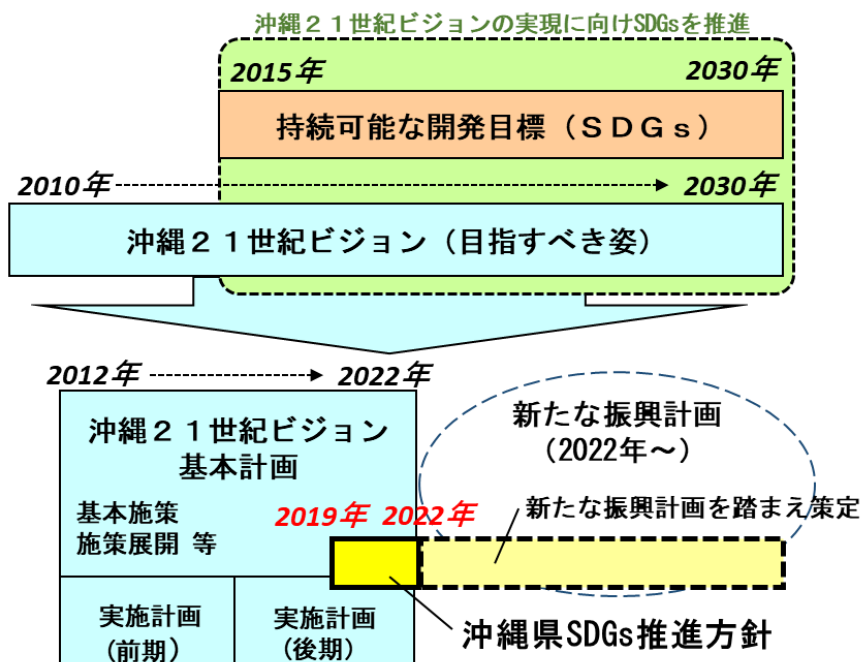 沖縄２１世紀ビジョンの実現に向けSDGsを推進
2015年
2030年
持続可能な開発目標（ＳＤＧｓ）
2010年
2030年
沖縄２１世紀ビジョン（目指すべき姿）
2012年
2022年
沖縄２１世紀ビジョン
基本計画
基本施策
施策展開 等
新たな振興計画
(2022年～)
2019年
2022年
新たな振興計画を踏まえ策定
実施計画
(前期)
実施計画
(後期)
沖縄県SDGs推進方針